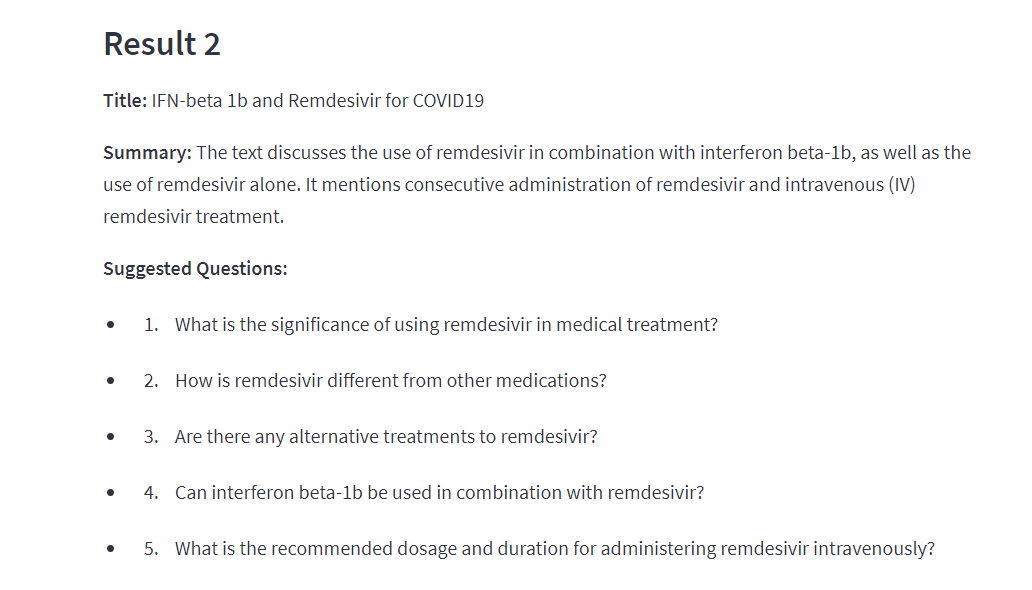 Result 2
Title: IFN-beta 1b and Remdesivir for COVID19
Summary: The text discusses the use of remdesivir in combination with interferon beta-1b, as well as the
use of remdesivir alone. It mentions consecutive administration of remdesivir and intravenous (IV)
remdesivir treatment.
Suggested Questions:
• 1. What is the significance of using remdesivir in medical treatment?
• 2. How is remdesivir different from other medications?
• 3. Are there any alternative treatments to remdesivir?
• 4. Can interferon beta-1b be used in combination with remdesivir?
• 5. What is the recommended dosage and duration for administering remdesivir intravenously?